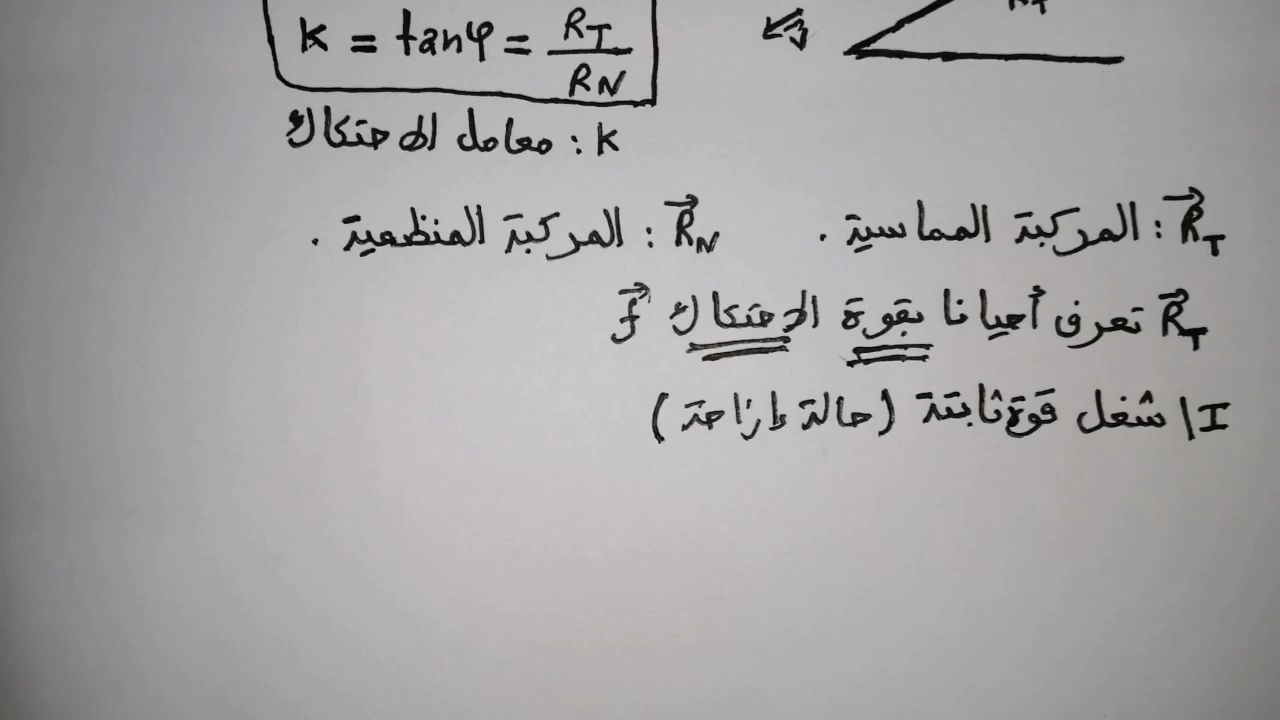 K = tanφ = R_T / R_N
K : معامل الاحتكاك
R⃗_T : المركبة المماسية . R⃗_N : المركبة المنظمية .
R⃗_T تعرف أحيانا بقوة الاحتكاك f⃗
I\ شغل قوة ثابتة (حالة إزاحة)